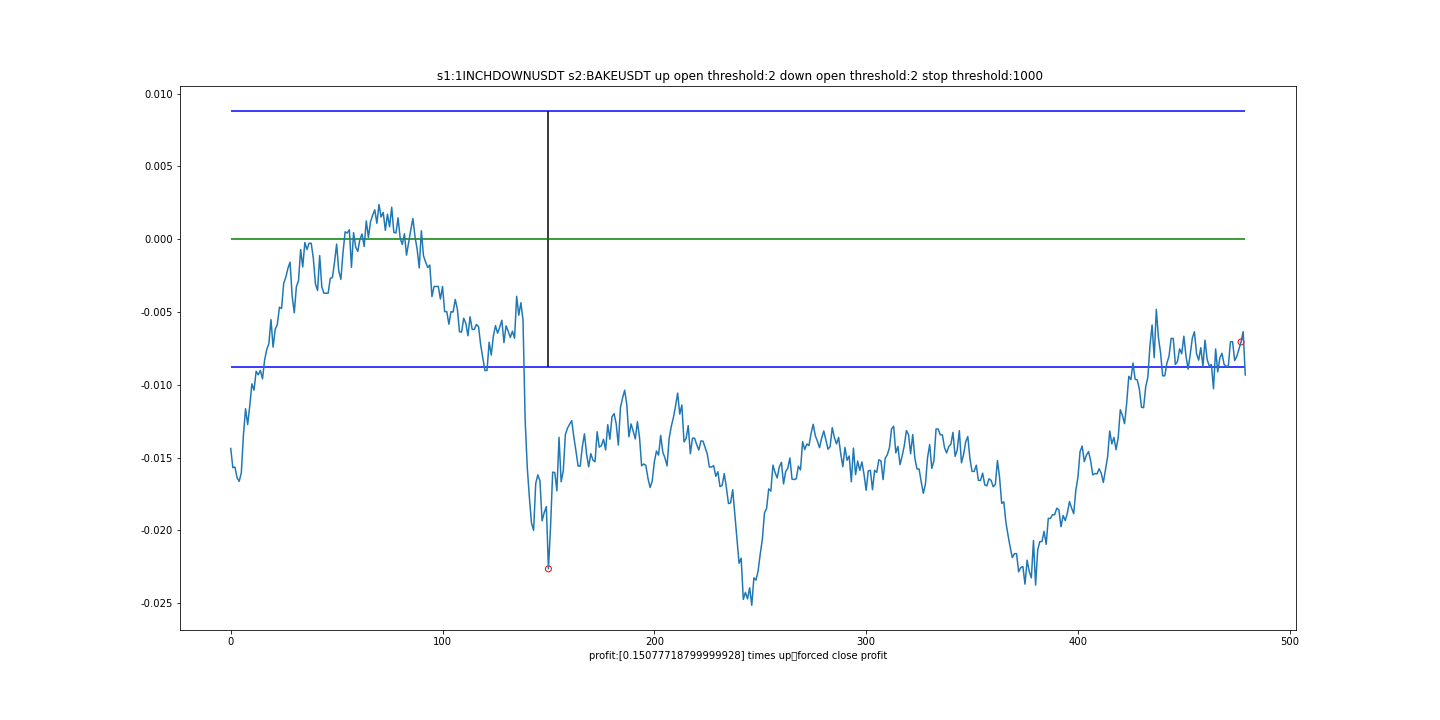 s1:1INCHDOWNUSDT s2:BAKEUSDT up open threshold:2 down open threshold:2 stop threshold:1000
0.010
0.005
0.000
-0.005
-0.010
-0.015
-0.020
-0.025
0 100 200 300 400 500
profit:[0.15077718799999928] times up▯forced close profit